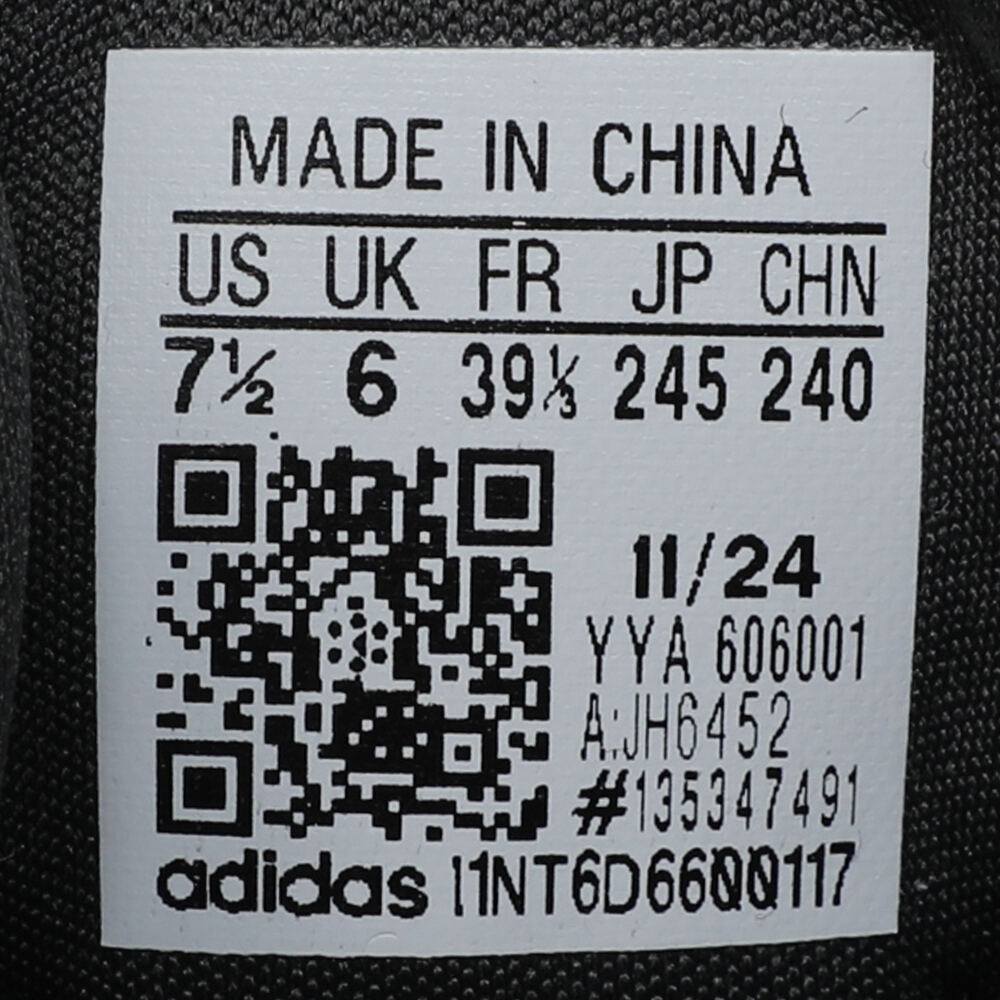 MADE IN CHINA
US UK FR JP CHN
7½ 6 39⅓ 245 240
11/24
YYA 606001
A:JH6452
#135347491
adidas 11NT6D6600117